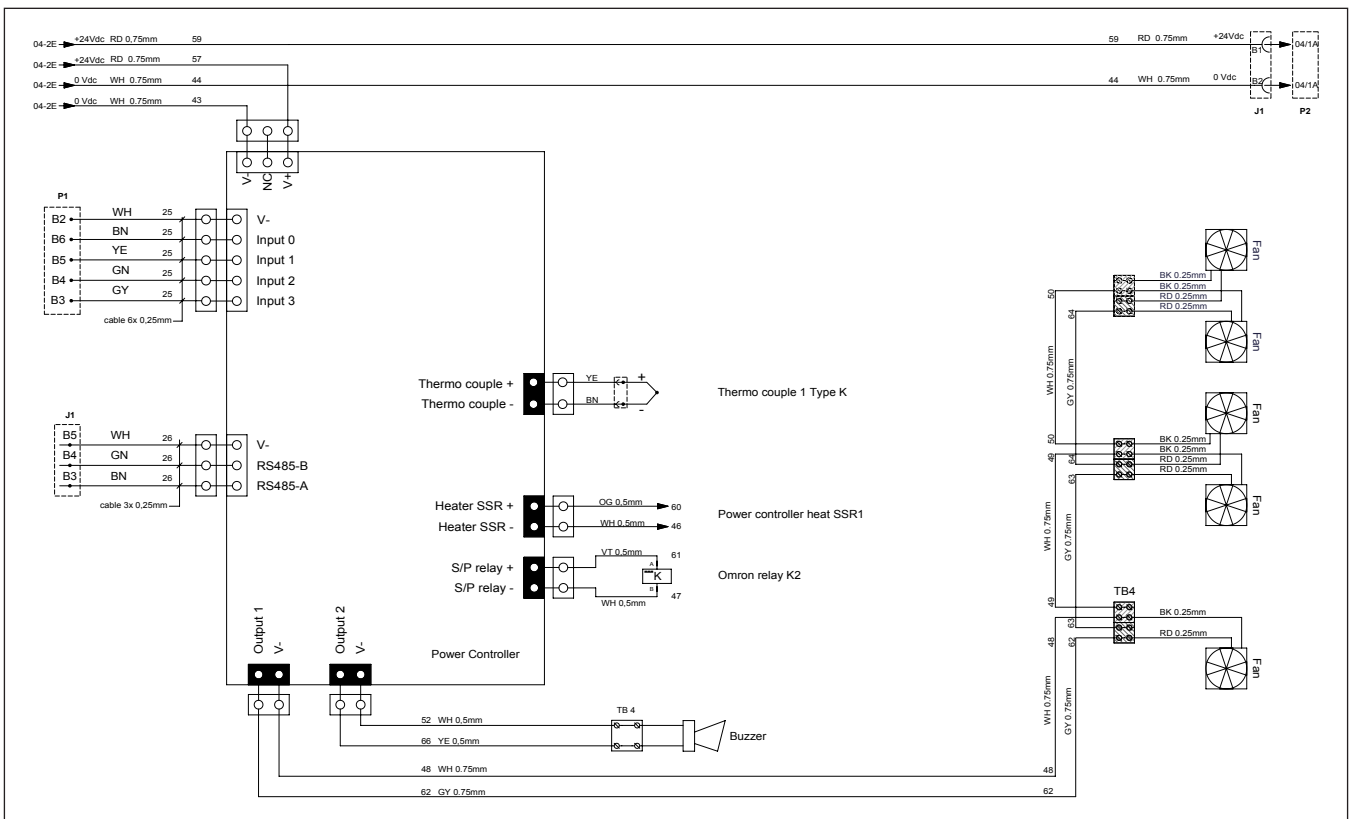 04-2E +24Vdc RD 0,75mm 59 59 RD 0.75mm +24Vdc B1 04/1A
04-2E +24Vdc RD 0.75mm 57
04-2E 0 Vdc WH 0.75mm 44 44 WH 0.75mm 0 Vdc B2 04/1A
04-2E 0 Vdc WH 0.75mm 43
J1 P2
V- NC V+
P1
B2 WH 25 V-
B6 BN 25 Input 0
B5 YE 25 Input 1
B4 GN 25 Input 2
B3 GY 25 Input 3
cable 6x 0,25mm
Thermo couple + YE +
Thermo couple - BN -
Thermo couple 1 Type K
J1
B5 WH 26 V-
B4 GN 26 RS485-B
B3 BN 26 RS485-A
cable 3x 0,25mm
Heater SSR + OG 0,5mm 60
Heater SSR - WH 0,5mm 46
Power controller heat SSR1
S/P relay + VT 0,5mm 61
A
K
B
S/P relay - WH 0,5mm 47
Omron relay K2
Output 1
V-
Output 2
V-
Power Controller
52 WH 0,5mm
66 YE 0,5mm
TB 4
Buzzer
48 WH 0.75mm 48
62 GY 0.75mm 62
Fan
BK 0.25mm
50 BK 0.25mm
RD 0.25mm
64 RD 0.25mm
Fan
WH 0.75mm
GY 0.75mm
Fan
50 BK 0.25mm
49 BK 0.25mm
64 RD 0.25mm
63 RD 0.25mm
Fan
WH 0.75mm
GY 0.75mm
TB4
49
48 BK 0.25mm
63
62 RD 0.25mm
Fan
WH 0.75mm
GY 0.75mm